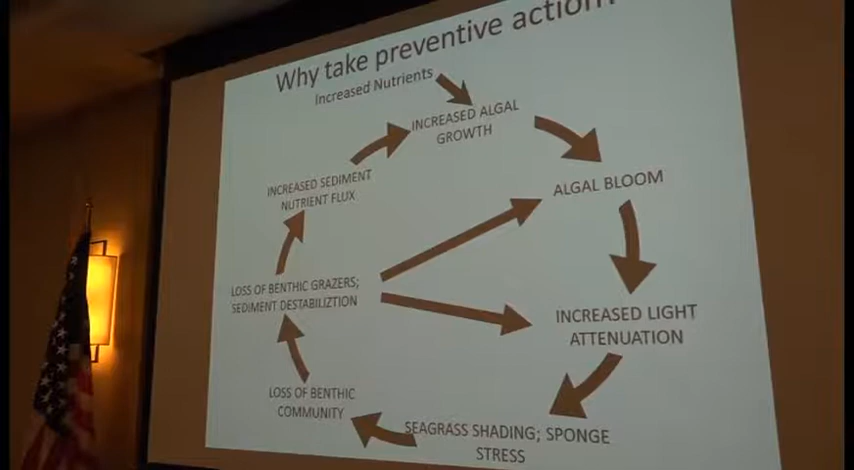 Why take preventive action?
Increased Nutrients
INCREASED ALGAL
GROWTH
ALGAL BLOOM
INCREASED LIGHT
ATTENUATION
SEAGRASS SHADING; SPONGE
STRESS
LOSS OF BENTHIC
COMMUNITY
LOSS OF BENTHIC GRAZERS;
SEDIMENT DESTABILIZTION
INCREASED SEDIMENT
NUTRIENT FLUX